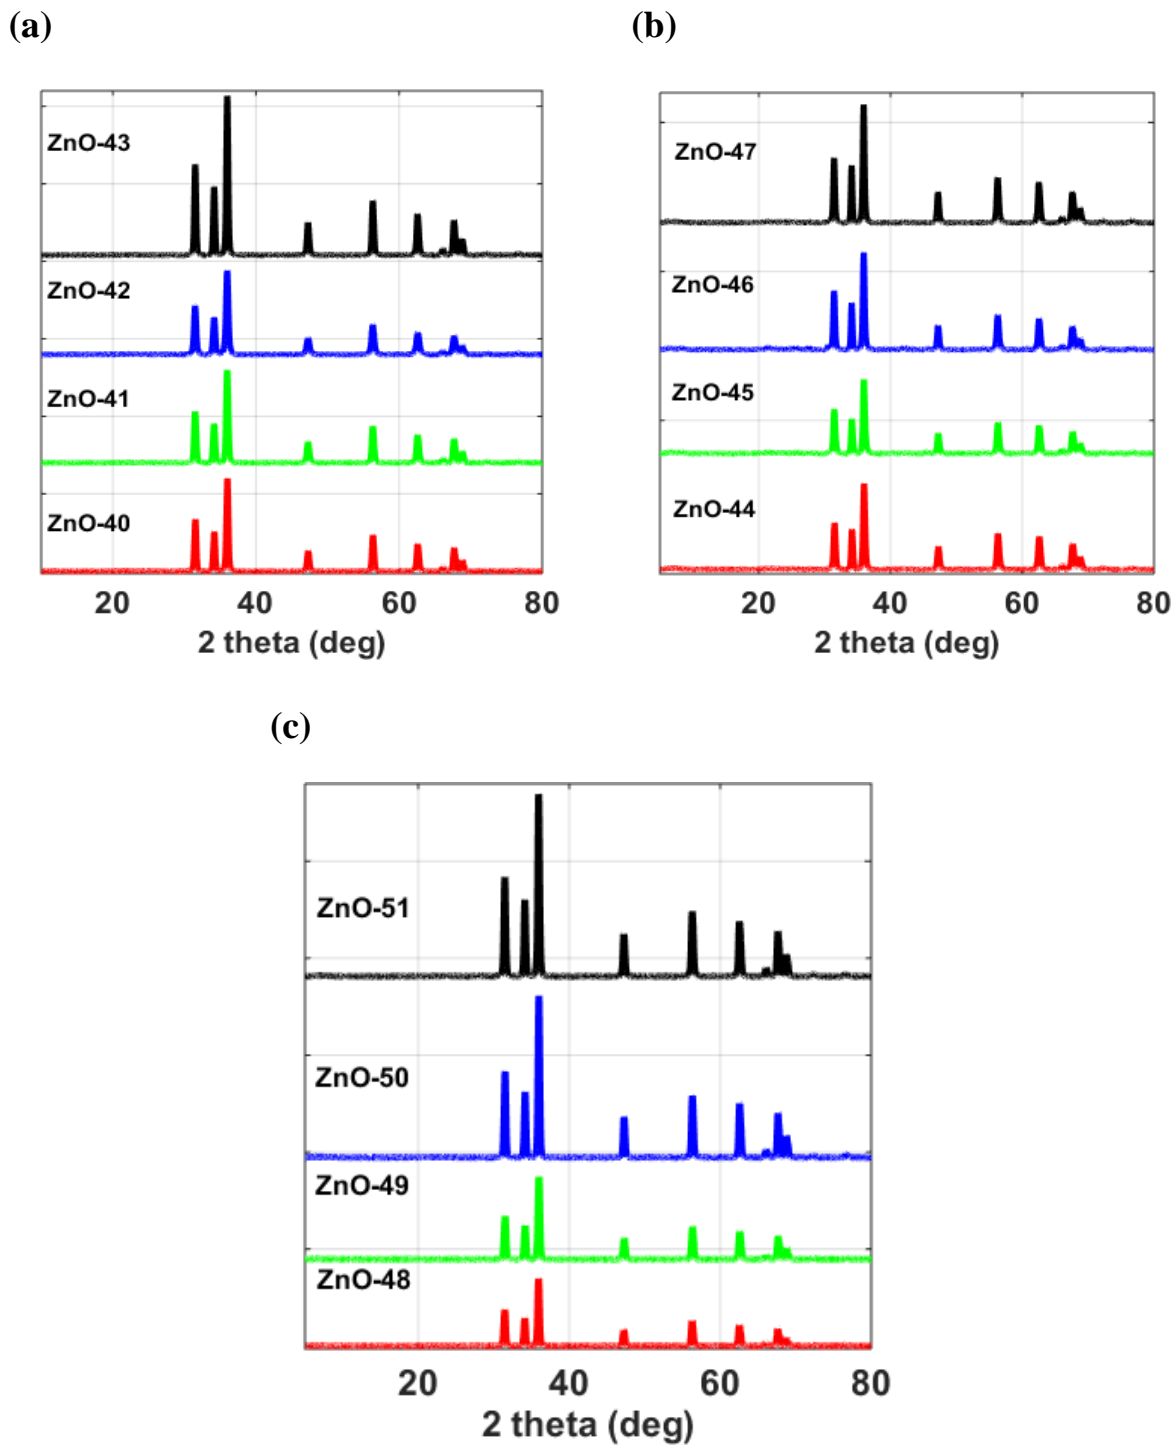 (a)
ZnO-43
ZnO-42
ZnO-41
ZnO-40
20 40 60 80
2 theta (deg)
(b)
ZnO-47
ZnO-46
ZnO-45
ZnO-44
20 40 60 80
2 theta (deg)
(c)
ZnO-51
ZnO-50
ZnO-49
ZnO-48
20 40 60 80
2 theta (deg)